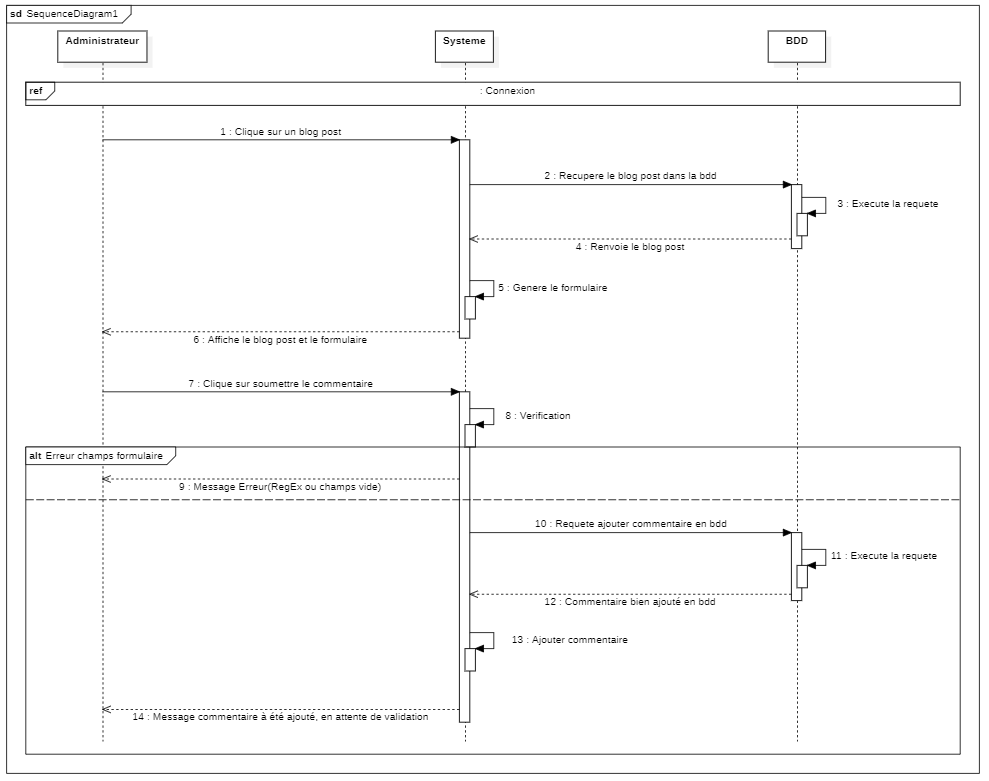 sd SequenceDiagram1
Administrateur
Systeme
BDD
ref
: Connexion
1 : Clique sur un blog post
2 : Recupere le blog post dans la bdd
3 : Execute la requete
4 : Renvoie le blog post
5 : Genere le formulaire
6 : Affiche le blog post et le formulaire
7 : Clique sur soumettre le commentaire
8 : Verification
alt Erreur champs formulaire
9 : Message Erreur(RegEx ou champs vide)
10 : Requete ajouter commentaire en bdd
11 : Execute la requete
12 : Commentaire bien ajouté en bdd
13 : Ajouter commentaire
14 : Message commentaire à été ajouté, en attente de validation